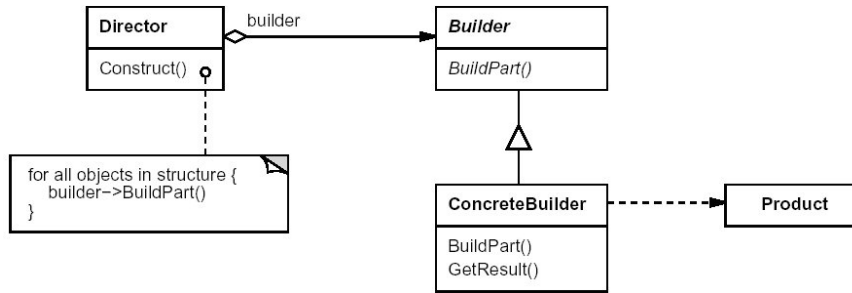 Director
builder
Builder
Construct()
BuildPart()
for all objects in structure {
builder->BuildPart()
}
ConcreteBuilder
Product
BuildPart()
GetResult()